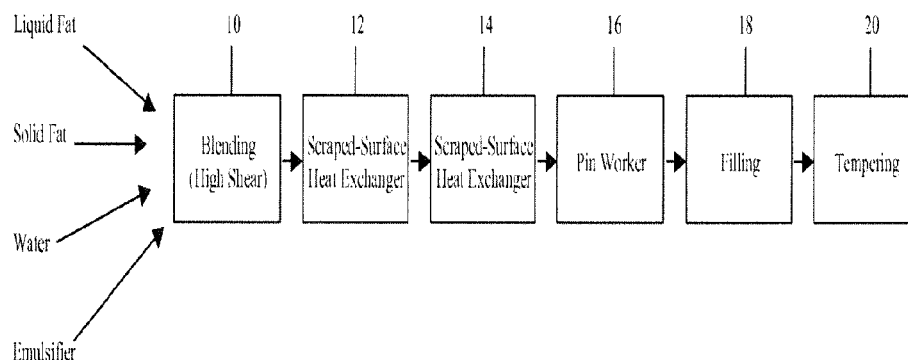 Liquid Fat
10
12
14
16
18
20
Solid Fat
Blending
(High Shear)
Scraped-Surface
Heat Exchanger
Scraped-Surface
Heat Exchanger
Pin Worker
Filling
Tempering
Water
Emulsifier